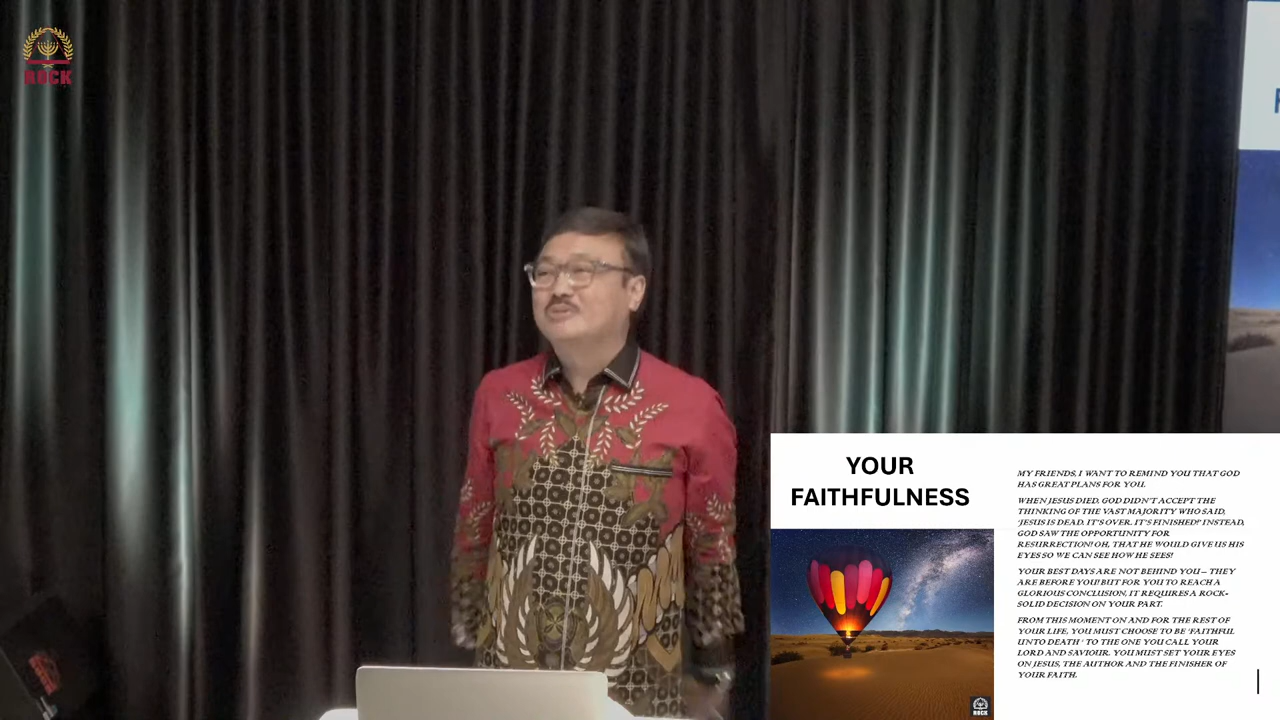 ROCK
YOUR
FAITHFULNESS
MY FRIENDS, I WANT TO REMIND YOU THAT GOD
HAS GREAT PLANS FOR YOU.
WHEN JESUS DIED, GOD DIDN'T ACCEPT THE
THINKING OF THE VAST MAJORITY WHO SAID,
'JESUS IS DEAD. IT'S OVER. IT'S FINISHED!' INSTEAD,
GOD SAW THE OPPORTUNITY FOR
RESURRECTION! OH, THAT HE WOULD GIVE US HIS
EYES SO WE CAN SEE HOW HE SEES!
YOUR BEST DAYS ARE NOT BEHIND YOU – THEY
ARE BEFORE YOU! BUT FOR YOU TO REACH A
GLORIOUS CONCLUSION, IT REQUIRES A ROCK-
SOLID DECISION ON YOUR PART.
FROM THIS MOMENT ON AND FOR THE REST OF
YOUR LIFE, YOU MUST CHOOSE TO BE 'FAITHFUL
UNTO DEATH' TO THE ONE YOU CALL YOUR
LORD AND SAVIOUR. YOU MUST SET YOUR EYES
ON JESUS, THE AUTHOR AND THE FINISHER OF
YOUR FAITH.
ROCK